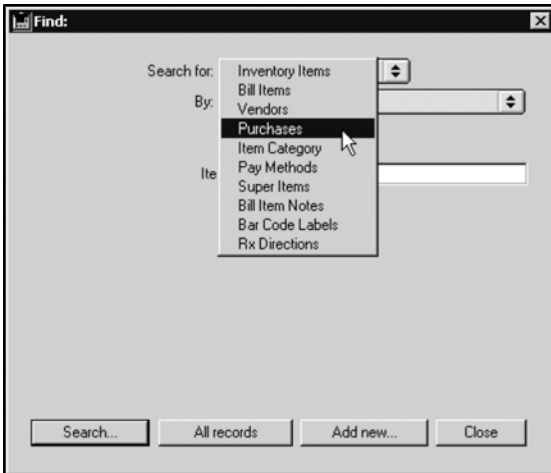 Find:
Search for:
By:
Inventory Items
Bill Items
Vendors
Purchases
Item Category
Pay Methods
Super Items
Bill Item Notes
Bar Code Labels
Rx Directions
Ite
Search...
All records
Add new...
Close